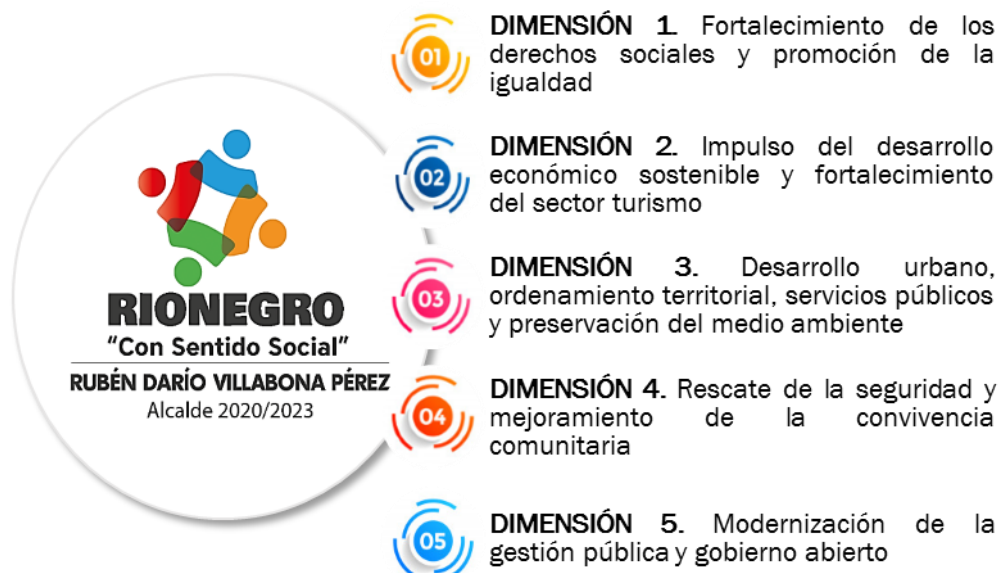 RIONEGRO
"Con Sentido Social"
RUBÉN DARÍO VILLABONA PÉREZ
Alcalde 2020/2023
01
DIMENSIÓN 1. Fortalecimiento de los
derechos sociales y promoción de la
igualdad
02
DIMENSIÓN 2. Impulso del desarrollo
económico sostenible y fortalecimiento
del sector turismo
03
DIMENSIÓN 3. Desarrollo urbano,
ordenamiento territorial, servicios públicos
y preservación del medio ambiente
04
DIMENSIÓN 4. Rescate de la seguridad y
mejoramiento de la convivencia
comunitaria
05
DIMENSIÓN 5. Modernización de la
gestión pública y gobierno abierto